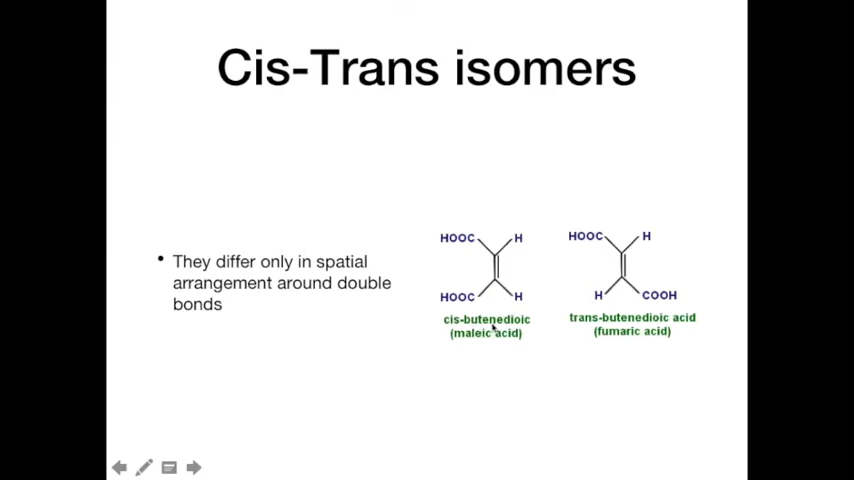 Cis-Trans isomers
• They differ only in spatial
arrangement around double
bonds
HOOC H
HOOC H
cis-butenedioic
(maleic acid)
HOOC H
H COOH
trans-butenedioic acid
(fumaric acid)